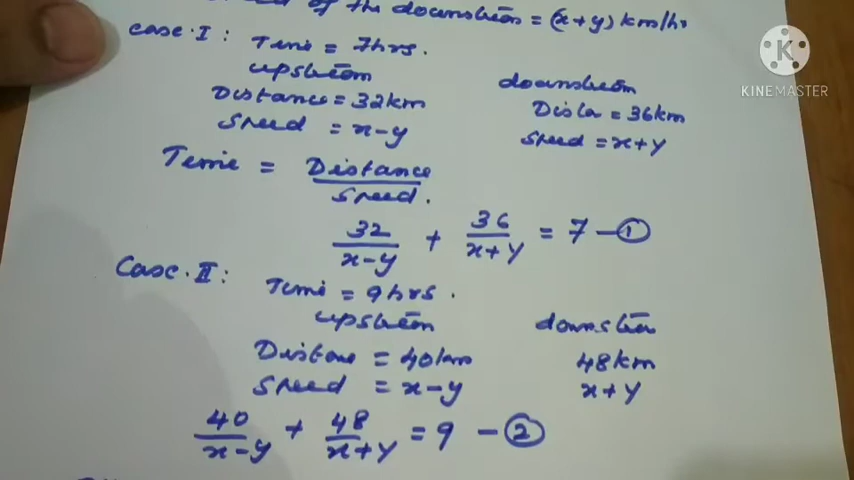 of the downstream = (x+y) km/hr
Case. I : Time = 7hrs.
upstream downstream
Distance = 32km Dista = 36km
Speed = x-y Speed = x+y
Time = Distance / Speed.
32/(x-y) + 36/(x+y) = 7 — ①
Case. II : Time = 9hrs.
upstream downstream
Distance = 40km 48km
Speed = x-y x+y
40/(x-y) + 48/(x+y) = 9 — ②
KINEMASTER